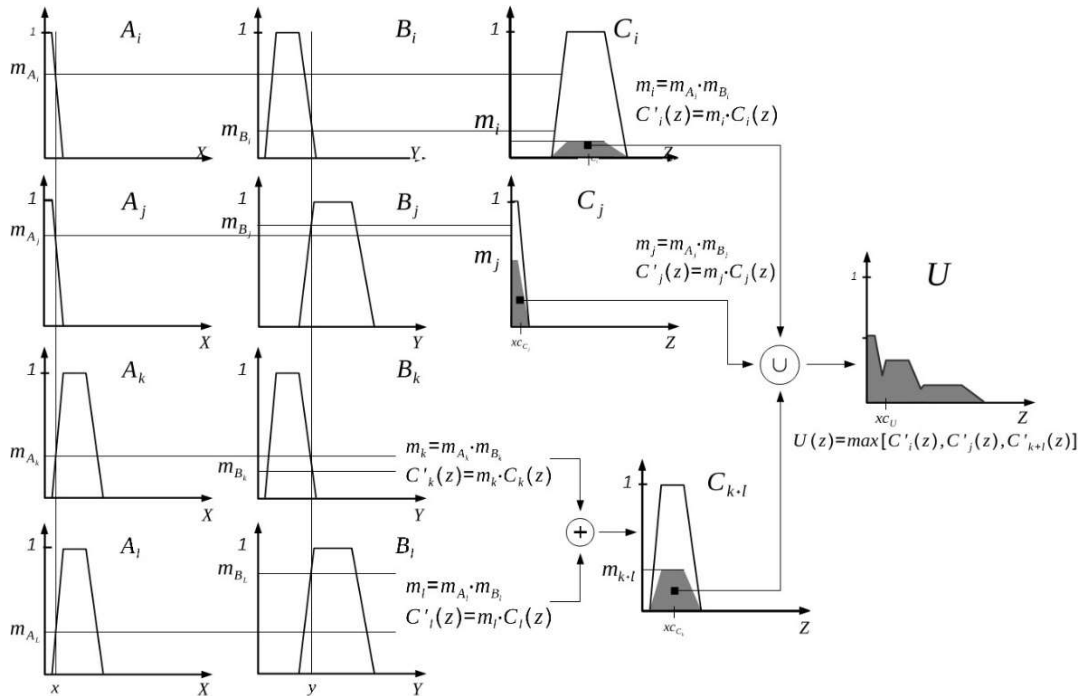 1 A_i 1 B_i 1 C_i
m_{A_i}
m_i=m_{A_i}·m_{B_i}
C'_i(z)=m_i·C_i(z)
m_{B_i} m_i
X Y Z
1 A_j 1 B_j 1 C_j
m_{A_j} m_{B_j}
m_j=m_{A_i}·m_{B_i}
C'_j(z)=m_j·C_j(z)
m_j
xc_{C_j}
X Y Z
1 U
xc_U Z
U(z)=max[C'_i(z),C'_j(z),C'_{k+l}(z)]
∪
1 A_k 1 B_k
m_{A_k} m_{B_k}
m_k=m_{A_k}·m_{B_k}
C'_k(z)=m_k·C_k(z)
X Y
+
1 C_{k·l}
m_{k·l}
xc_{C_k} Z
1 A_l 1 B_l
m_{B_L}
m_l=m_{A_l}·m_{B_l}
C'_l(z)=m_l·C_l(z)
m_{A_L}
x X y Y